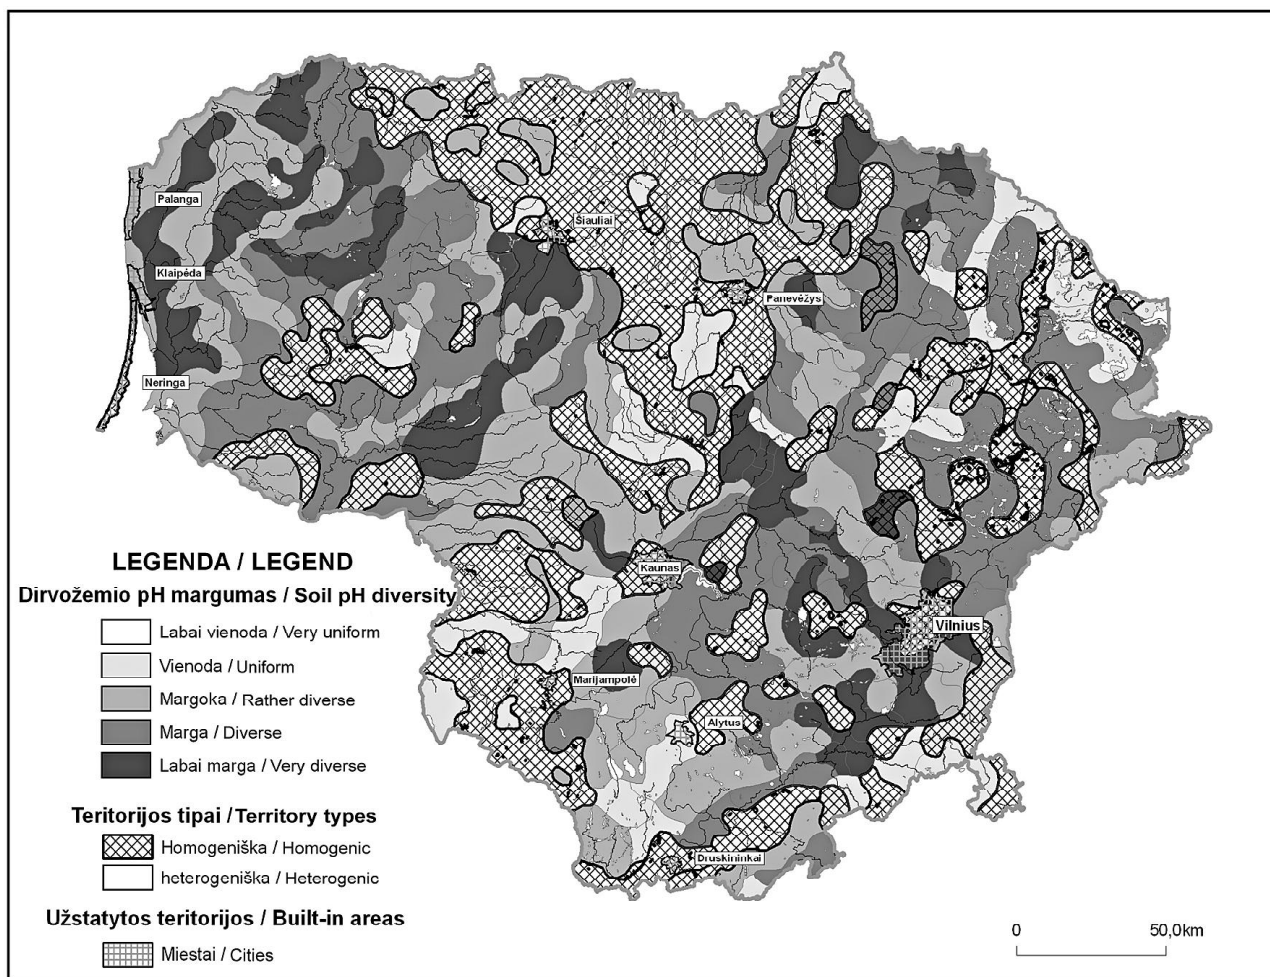 Palanga
Šiauliai
Klaipėda
Panevėžys
Neringa
Kaunas
Vilnius
Marijampolė
Alytus
Druskininkai
LEGENDA / LEGEND
Dirvožemio pH margumas / Soil pH diversity
Labai vienoda / Very uniform
Vienoda / Uniform
Margoka / Rather diverse
Marga / Diverse
Labai marga / Very diverse
Teritorijos tipai / Territory types
Homogeniška / Homogenic
heterogeniška / Heterogenic
Užstatytos teritorijos / Built-in areas
Miestai / Cities
0 50,0km